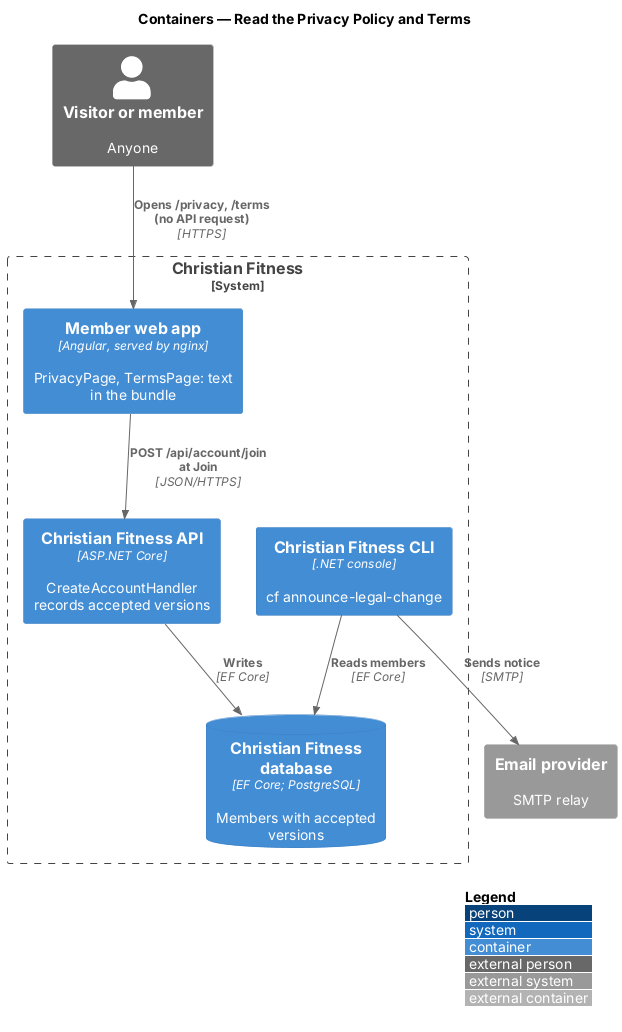 Containers — Read the Privacy Policy and Terms
Visitor or member
Anyone
Opens /privacy, /terms
(no API request)
[HTTPS]
Christian Fitness
[System]
Member web app
[Angular, served by nginx]
PrivacyPage, TermsPage: text
in the bundle
POST /api/account/join
at Join
[JSON/HTTPS]
Christian Fitness API
[ASP.NET Core]
CreateAccountHandler
records accepted versions
Christian Fitness CLI
[.NET console]
cf announce-legal-change
Writes
[EF Core]
Reads members
[EF Core]
Sends notice
[SMTP]
Christian Fitness
database
[EF Core; PostgreSQL]
Members with accepted
versions
Email provider
SMTP relay
Legend
person
system
container
external person
external system
external container